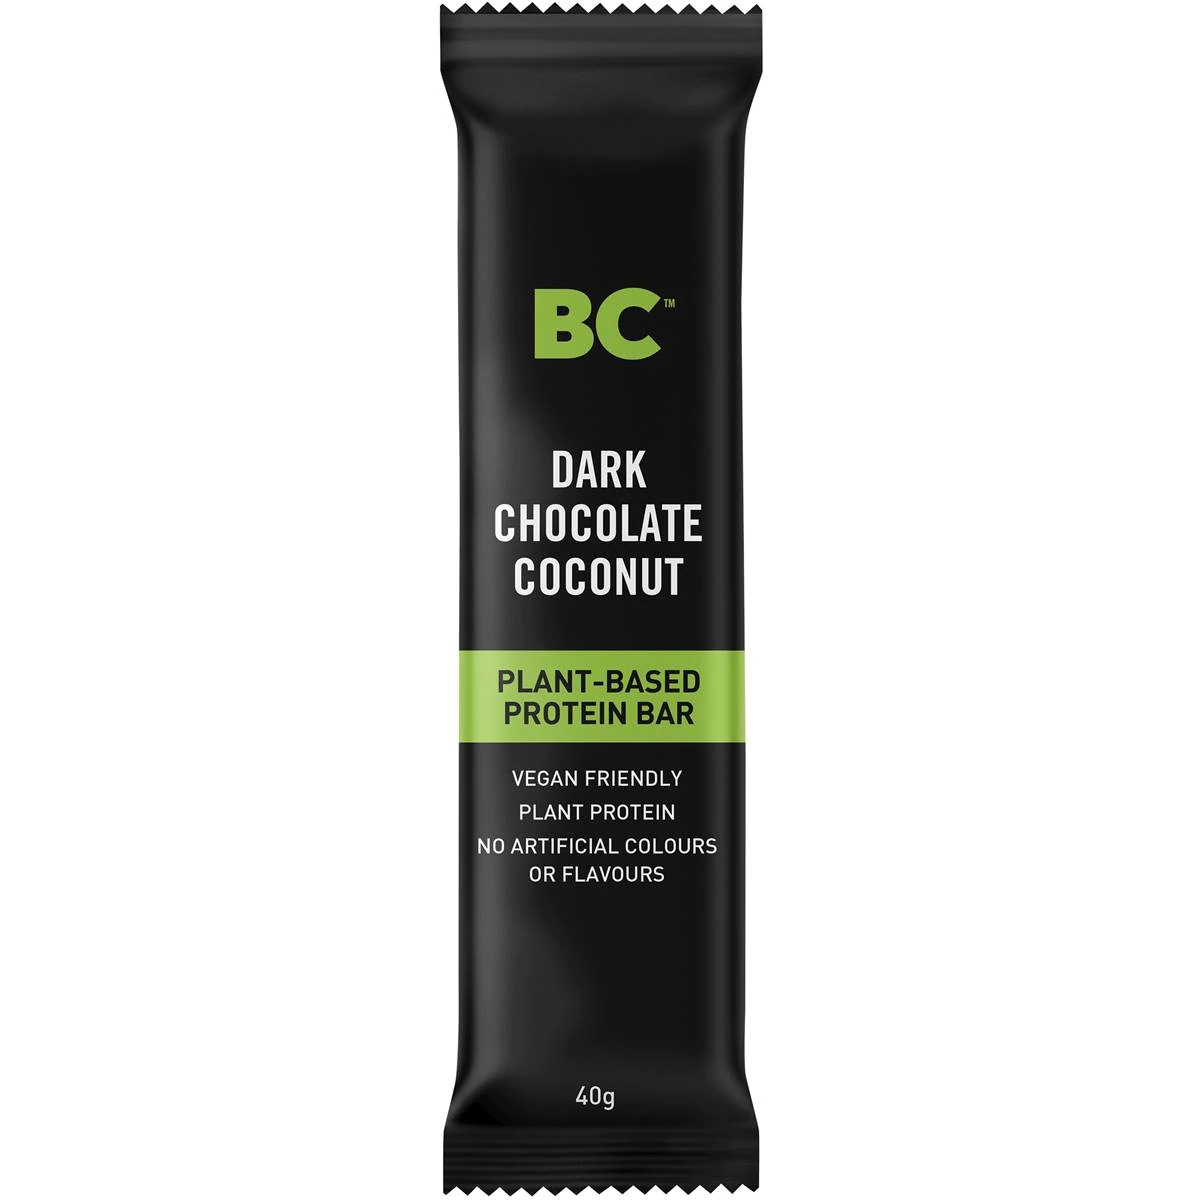 BC™
DARK
CHOCOLATE
COCONUT
PLANT-BASED
PROTEIN BAR
VEGAN FRIENDLY
PLANT PROTEIN
NO ARTIFICIAL COLOURS
OR FLAVOURS
40g